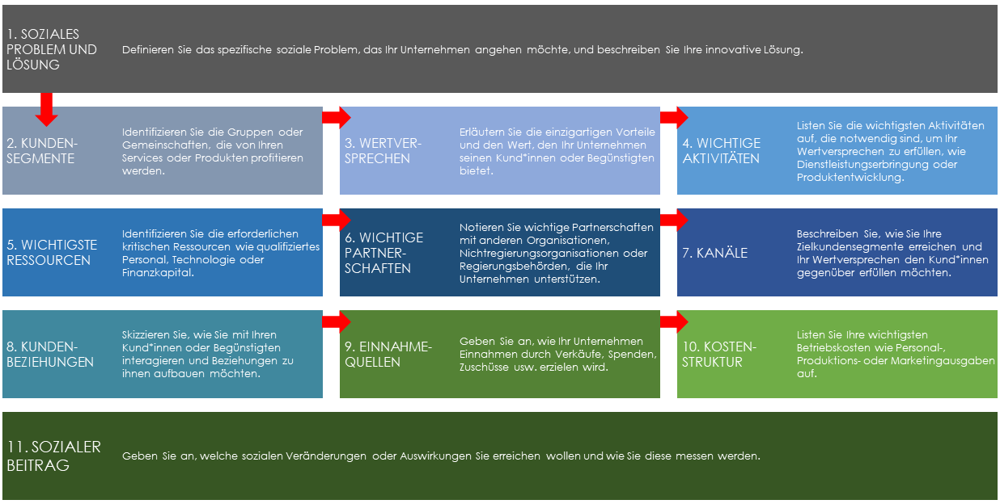 1. SOZIALES
PROBLEM UND
LÖSUNG
Definieren Sie das spezifische soziale Problem, das Ihr Unternehmen angehen möchte, und beschreiben Sie Ihre innovative Lösung.
2. KUNDEN-
SEGMENTE
Identifizieren Sie die Gruppen oder
Gemeinschaften, die von Ihren
Services oder Produkten profitieren
werden.
3. WERTVER-
SPRECHEN
Erläutern Sie die einzigartigen Vorteile
und den Wert, den Ihr Unternehmen
seinen Kund*innen oder Begünstigten
bietet.
4. WICHTIGE
AKTIVITÄTEN
Listen Sie die wichtigsten Aktivitäten
auf, die notwendig sind, um Ihr
Wertversprechen zu erfüllen, wie
Dienstleistungserbringung oder
Produktentwicklung.
5. WICHTIGSTE
RESSOURCEN
Identifizieren Sie die erforderlichen
kritischen Ressourcen wie qualifiziertes
Personal, Technologie oder
Finanzkapital.
6. WICHTIGE
PARTNER-
SCHAFTEN
Notieren Sie wichtige Partnerschaften
mit anderen Organisationen,
Nichtregierungsorganisationen oder
Regierungsbehörden, die Ihr
Unternehmen unterstützen.
7. KANÄLE
Beschreiben Sie, wie Sie Ihre
Zielkundensegmente erreichen und
Ihr Wertversprechen den Kund*innen
gegenüber erfüllen möchten.
8. KUNDEN-
BEZIEHUNGEN
Skizzieren Sie, wie Sie mit Ihren
Kund*innen oder Begünstigten
interagieren und Beziehungen zu
ihnen aufbauen möchten.
9. EINNAHME-
QUELLEN
Geben Sie an, wie Ihr Unternehmen
Einnahmen durch Verkäufe, Spenden,
Zuschüsse usw. erzielen wird.
10. KOSTEN-
STRUKTUR
Listen Sie Ihre wichtigsten
Betriebskosten wie Personal-,
Produktions- oder Marketingausgaben
auf.
11. SOZIALER
BEITRAG
Geben Sie an, welche sozialen Veränderungen oder Auswirkungen Sie erreichen wollen und wie Sie diese messen werden.